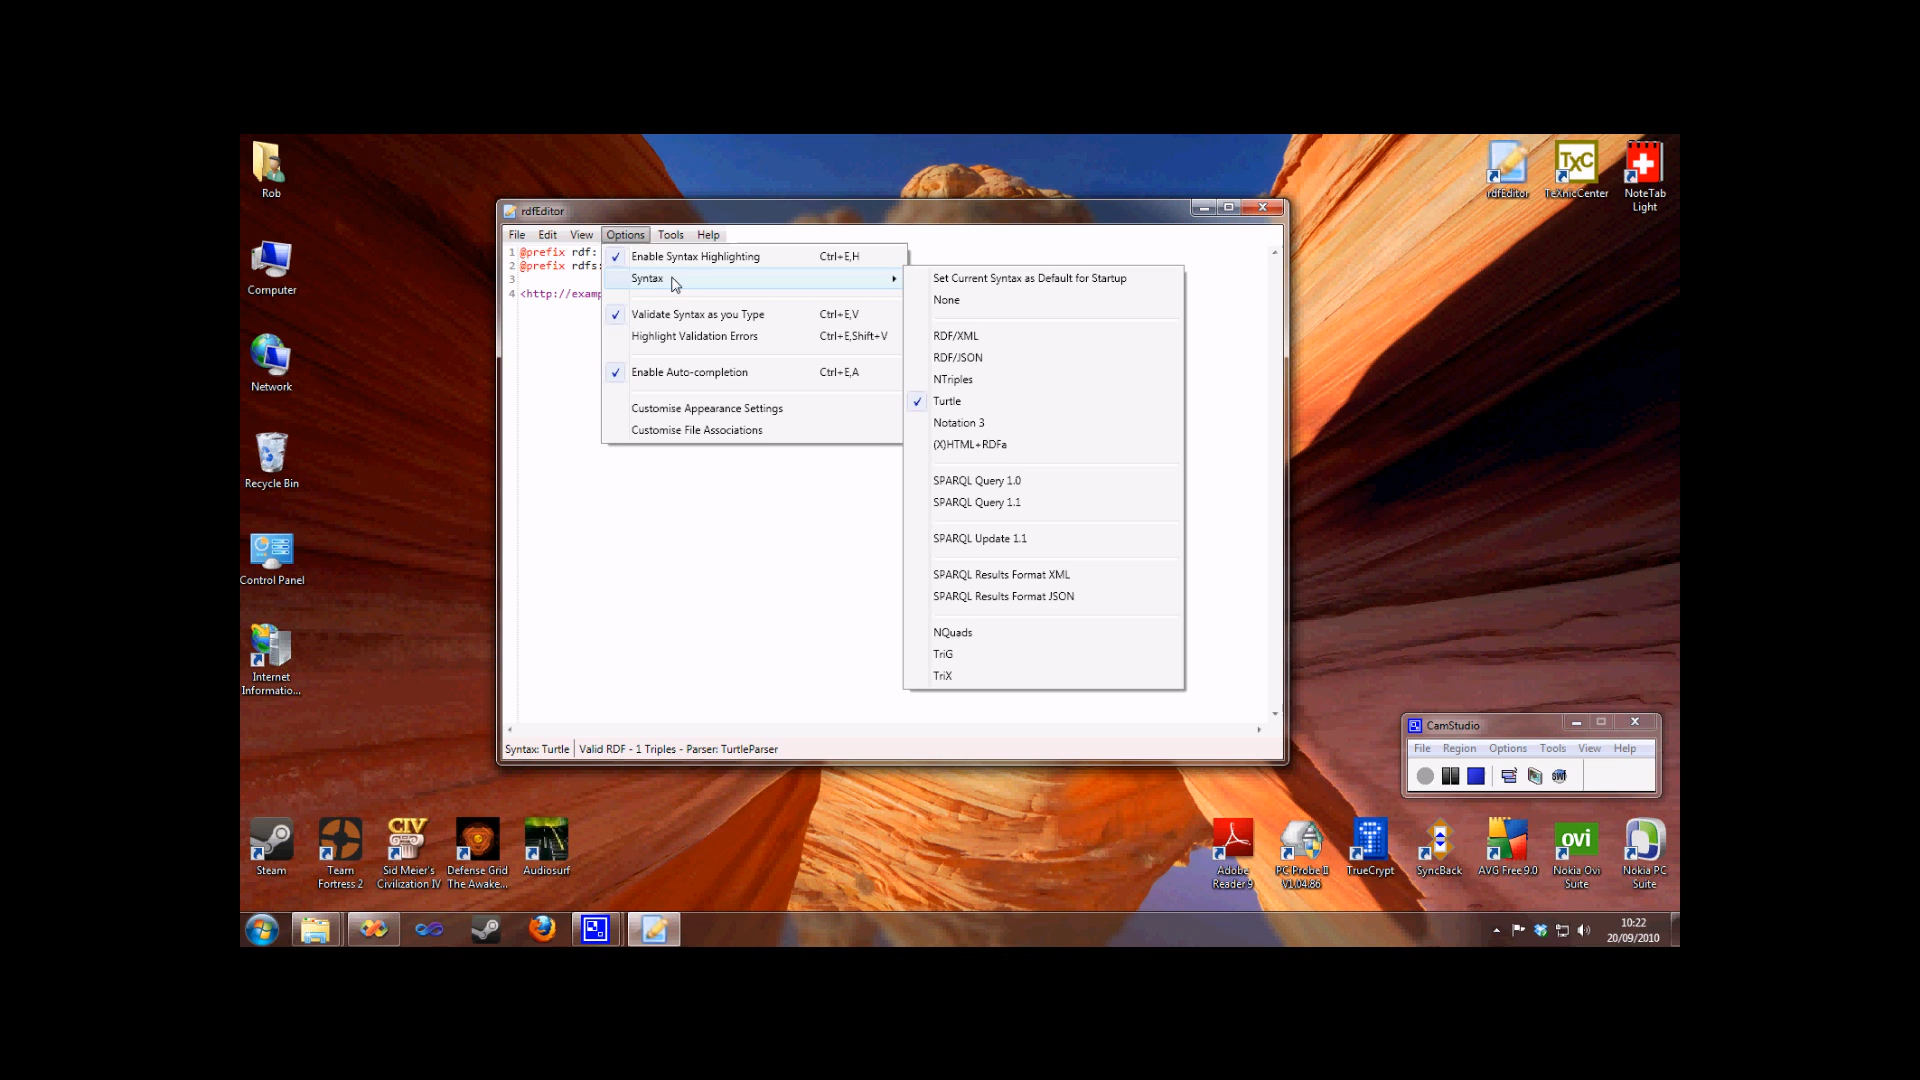 Rob
Computer
Network
Recycle Bin
Control Panel
Internet
Informatio...
rdfEditor
TeXnicCenter
NoteTab
Light
TXC
rdfEditor
File Edit View Options Tools Help
1 @prefix rdf:
2 @prefix rdfs:
3
4 <http://examp
Enable Syntax Highlighting Ctrl+E,H
Syntax
Validate Syntax as you Type Ctrl+E,V
Highlight Validation Errors Ctrl+E,Shift+V
Enable Auto-completion Ctrl+E,A
Customise Appearance Settings
Customise File Associations
Set Current Syntax as Default for Startup
None
RDF/XML
RDF/JSON
NTriples
Turtle
Notation 3
(X)HTML+RDFa
SPARQL Query 1.0
SPARQL Query 1.1
SPARQL Update 1.1
SPARQL Results Format XML
SPARQL Results Format JSON
NQuads
TriG
TriX
Syntax: Turtle Valid RDF - 1 Triples - Parser: TurtleParser
CamStudio
File Region Options Tools View Help
SWF
CIV
ovi
Steam
Team
Fortress 2
Sid Meier's
Civilization IV
Defense Grid
The Awake...
Audiosurf
Adobe
Reader 9
PC Probe II
V1.04.86
TrueCrypt
SyncBack
AVG Free 9.0
Nokia Ovi
Suite
Nokia PC
Suite
10:22
20/09/2010